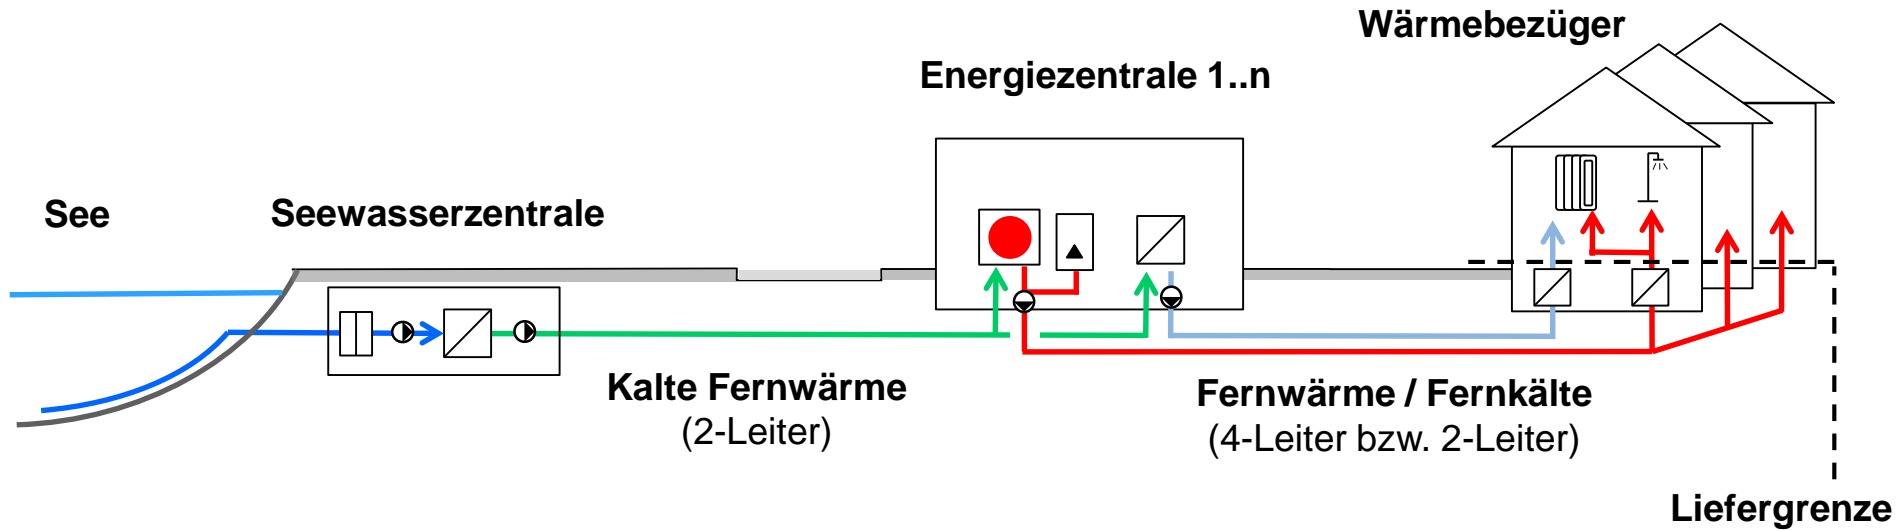 Wärmebezüger
Energiezentrale 1..n
See
Seewasserzentrale
Kalte Fernwärme
(2-Leiter)
Fernwärme / Fernkälte
(4-Leiter bzw. 2-Leiter)
Liefergrenze